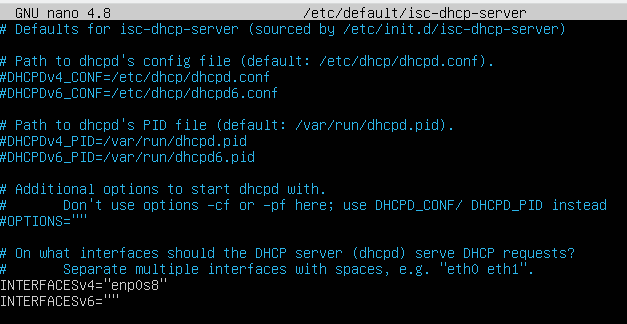 GNU nano 4.8 /etc/default/isc-dhcp-server
# Defaults for isc-dhcp-server (sourced by /etc/init.d/isc-dhcp-server)
# Path to dhcpd's config file (default: /etc/dhcp/dhcpd.conf).
#DHCPDv4_CONF=/etc/dhcp/dhcpd.conf
#DHCPDv6_CONF=/etc/dhcp/dhcpd6.conf
# Path to dhcpd's PID file (default: /var/run/dhcpd.pid).
#DHCPDv4_PID=/var/run/dhcpd.pid
#DHCPDv6_PID=/var/run/dhcpd6.pid
# Additional options to start dhcpd with.
#       Don't use options -cf or -pf here; use DHCPD_CONF/ DHCPD_PID instead
#OPTIONS=""
# On what interfaces should the DHCP server (dhcpd) serve DHCP requests?
#       Separate multiple interfaces with spaces, e.g. "eth0 eth1".
INTERFACESv4="enp0s8"
INTERFACESv6=""